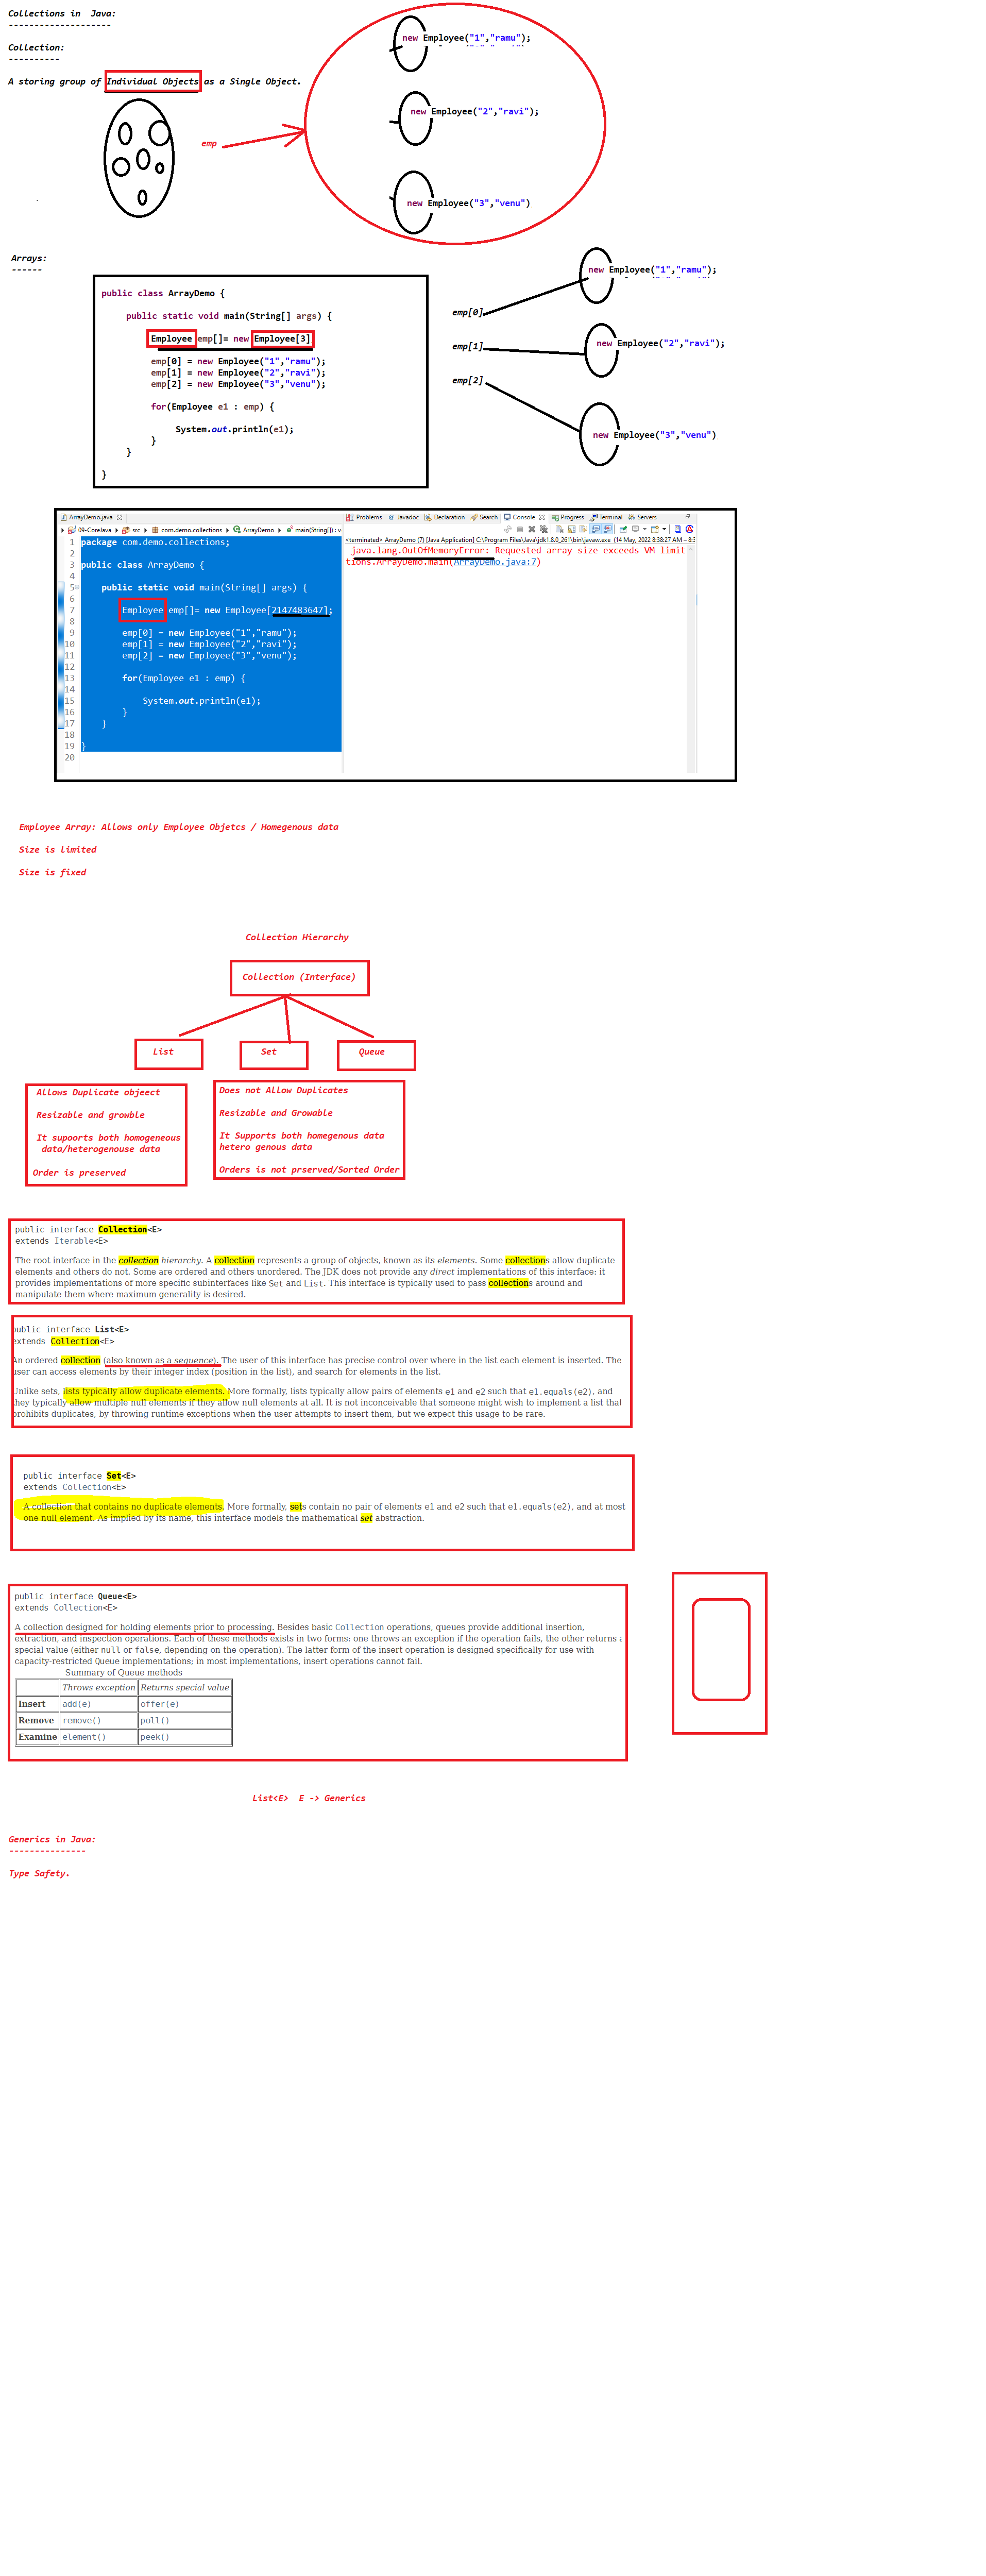 Collections in  Java:
--------------------
Collection:
----------
A storing group of Individual Objects as a Single Object.
new Employee("1","ramu");
new Employee("2","ravi");
emp
new Employee("3","venu")
Arrays:
------
public class ArrayDemo {
public static void main(String[] args) {
Employee emp[]= new Employee[3]
emp[0] = new Employee("1","ramu");
emp[1] = new Employee("2","ravi");
emp[2] = new Employee("3","venu");
for(Employee e1 : emp) {
System.out.println(e1);
}
}
}
new Employee("1","ramu");
emp[0]
new Employee("2","ravi");
emp[1]
emp[2]
new Employee("3","venu")
ArrayDemo.java
09-CoreJava src com.demo.collections ArrayDemo main(String[]) : v
1 package com.demo.collections;
2
3 public class ArrayDemo {
4
5 public static void main(String[] args) {
6
7 Employee emp[]= new Employee[2147483647];
8
9 emp[0] = new Employee("1","ramu");
10 emp[1] = new Employee("2","ravi");
11 emp[2] = new Employee("3","venu");
12
13 for(Employee e1 : emp) {
14
15 System.out.println(e1);
16 }
17 }
18
19 }
20
Problems Javadoc Declaration Search Console Progress Terminal Servers
<terminated> ArrayDemo (7) [Java Application] C:\Program Files\Java\jdk1.8.0_261\bin\javaw.exe (14 May, 2022 8:38:27 AM – 8:3
java.lang.OutOfMemoryError: Requested array size exceeds VM limit
tions.ArrayDemo.main(ArrayDemo.java:7)
Employee Array: Allows only Employee Objetcs / Homegenous data
Size is limited
Size is fixed
Collection Hierarchy
Collection (Interface)
List
Set
Queue
Allows Duplicate objeect
Resizable and growble
It supoorts both homogeneous
data/heterogenouse data
Order is preserved
Does not Allow Duplicates
Resizable and Growable
It Supports both homegenous data
hetero genous data
Orders is not prserved/Sorted Order
public interface Collection<E>
extends Iterable<E>
The root interface in the collection hierarchy. A collection represents a group of objects, known as its elements. Some collections allow duplicate
elements and others do not. Some are ordered and others unordered. The JDK does not provide any direct implementations of this interface: it
provides implementations of more specific subinterfaces like Set and List. This interface is typically used to pass collections around and
manipulate them where maximum generality is desired.
public interface List<E>
extends Collection<E>
An ordered collection (also known as a sequence). The user of this interface has precise control over where in the list each element is inserted. The
user can access elements by their integer index (position in the list), and search for elements in the list.
Unlike sets, lists typically allow duplicate elements. More formally, lists typically allow pairs of elements e1 and e2 such that e1.equals(e2), and
they typically allow multiple null elements if they allow null elements at all. It is not inconceivable that someone might wish to implement a list that
prohibits duplicates, by throwing runtime exceptions when the user attempts to insert them, but we expect this usage to be rare.
public interface Set<E>
extends Collection<E>
A collection that contains no duplicate elements. More formally, sets contain no pair of elements e1 and e2 such that e1.equals(e2), and at most
one null element. As implied by its name, this interface models the mathematical set abstraction.
public interface Queue<E>
extends Collection<E>
A collection designed for holding elements prior to processing. Besides basic Collection operations, queues provide additional insertion,
extraction, and inspection operations. Each of these methods exists in two forms: one throws an exception if the operation fails, the other returns a
special value (either null or false, depending on the operation). The latter form of the insert operation is designed specifically for use with
capacity-restricted Queue implementations; in most implementations, insert operations cannot fail.
Summary of Queue methods
Throws exception Returns special value
Insert add(e) offer(e)
Remove remove() poll()
Examine element() peek()
List<E>  E -> Generics
Generics in Java:
---------------
Type Safety.